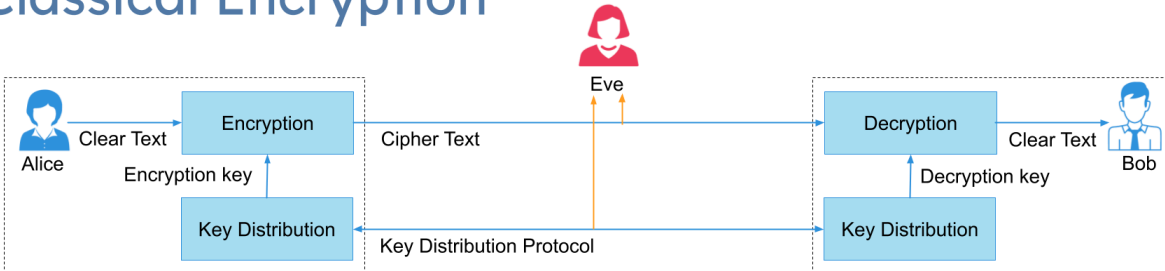 Classical Encryption
Eve
Encryption
Decryption
Clear Text
Cipher Text
Clear Text
Alice
Bob
Encryption key
Decryption key
Key Distribution
Key Distribution
Key Distribution Protocol